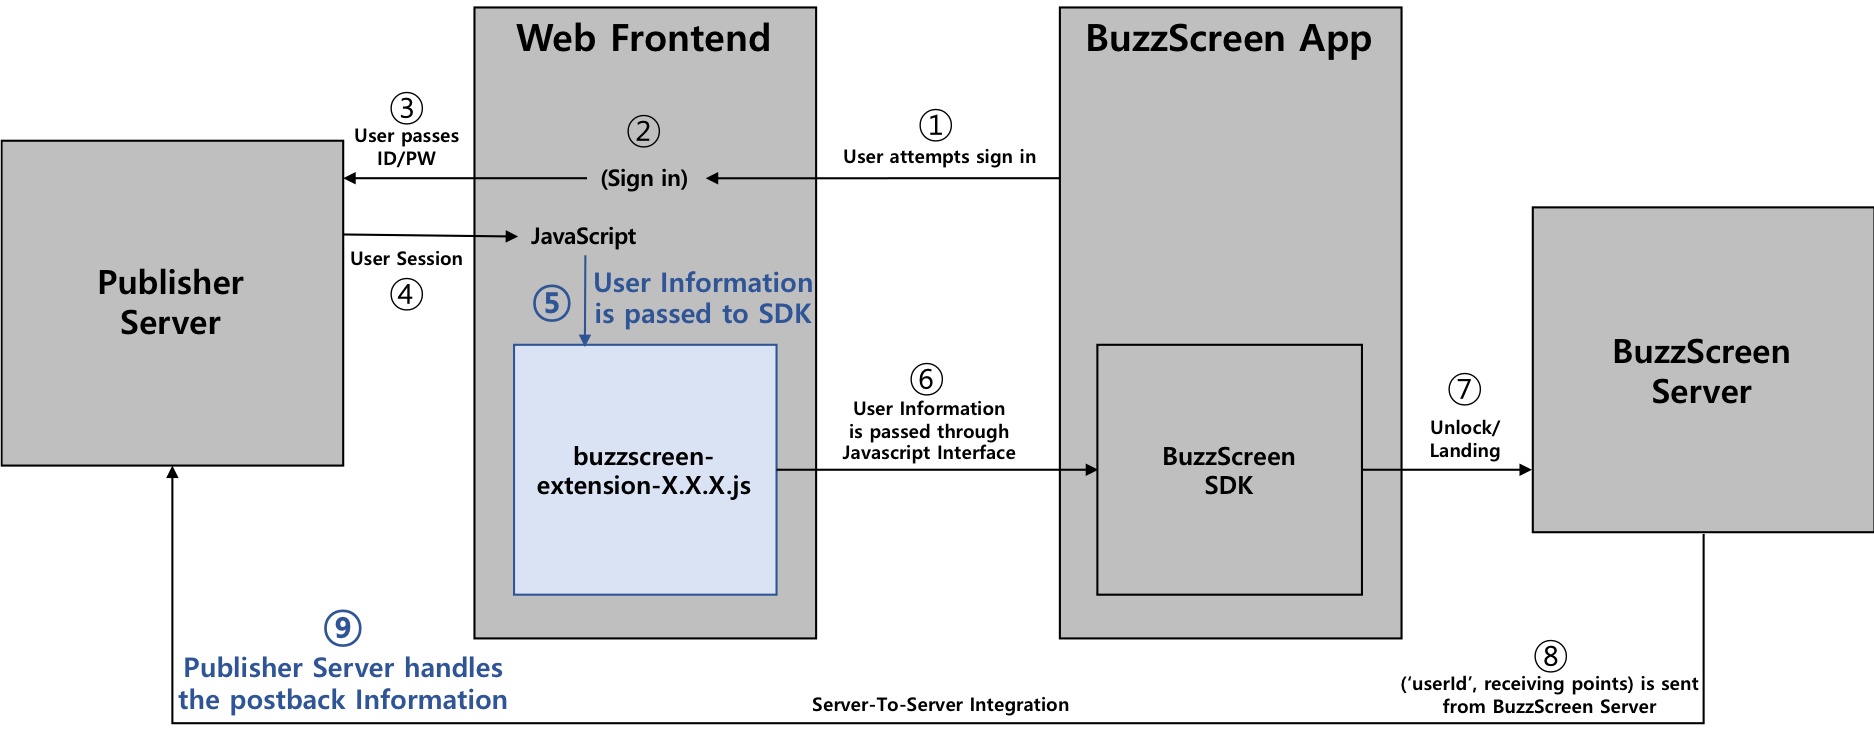 Web Frontend
BuzzScreen App
③
User passes
ID/PW
②
(Sign in)
①
User attempts sign in
JavaScript
User Session
④
⑤
User Information
is passed to SDK
Publisher
Server
BuzzScreen
Server
⑥
User Information
is passed through
Javascript Interface
⑦
Unlock/
Landing
buzzscreen-
extension-X.X.X.js
BuzzScreen
SDK
⑨
Publisher Server handles
the postback Information
⑧
(‘userId’, receiving points) is sent
from BuzzScreen Server
Server-To-Server Integration